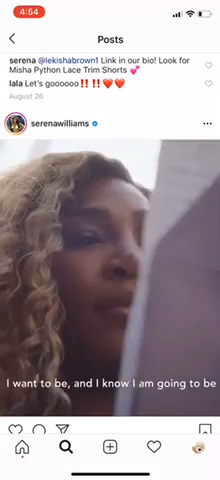 4:54
Posts
serena @lekishabrown1 Link in our bio! Look for
Misha Python Lace Trim Shorts 💕
lala Let's goooooo‼️‼️❤️❤️
August 26
serenawilliams
I want to be, and I know I am going to be